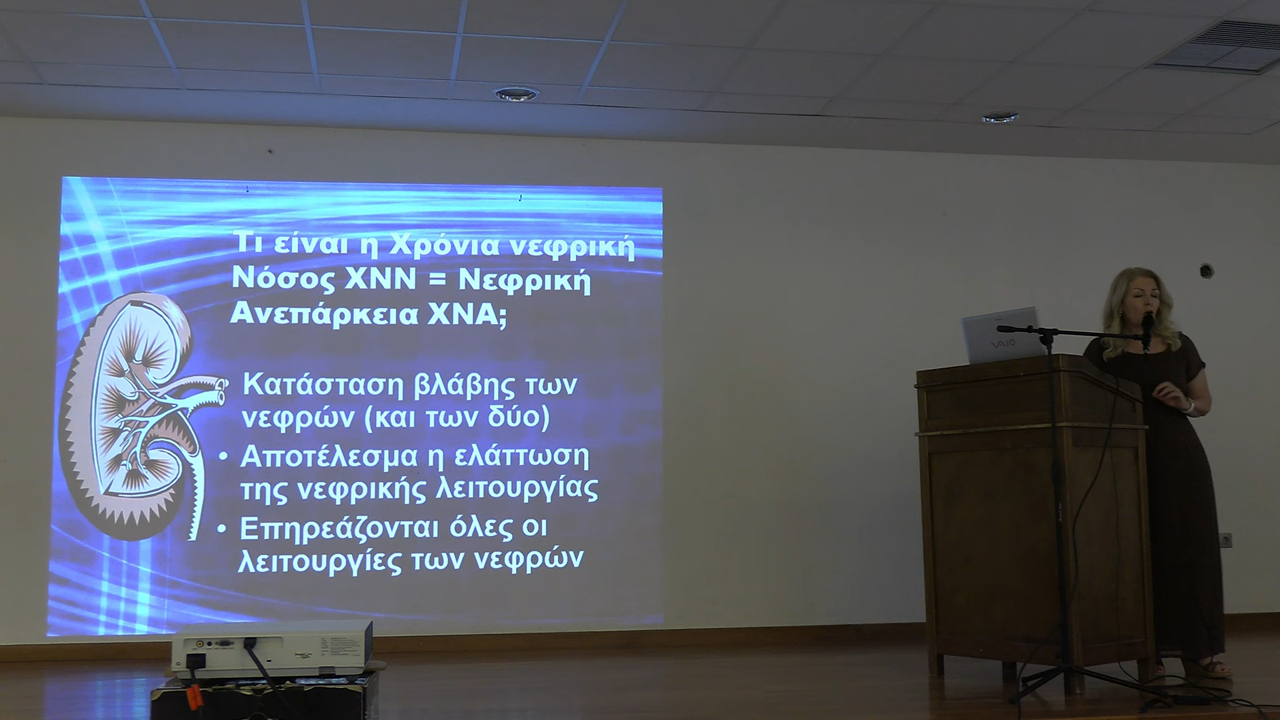 Τι είναι η Χρόνια νεφρική
Νόσος ΧΝΝ = Νεφρική
Ανεπάρκεια ΧΝΑ;
Κατάσταση βλάβης των
νεφρών (και των δύο)
• Αποτέλεσμα η ελάττωση
της νεφρικής λειτουργίας
• Επηρεάζονται όλες οι
λειτουργίες των νεφρών
VAIO